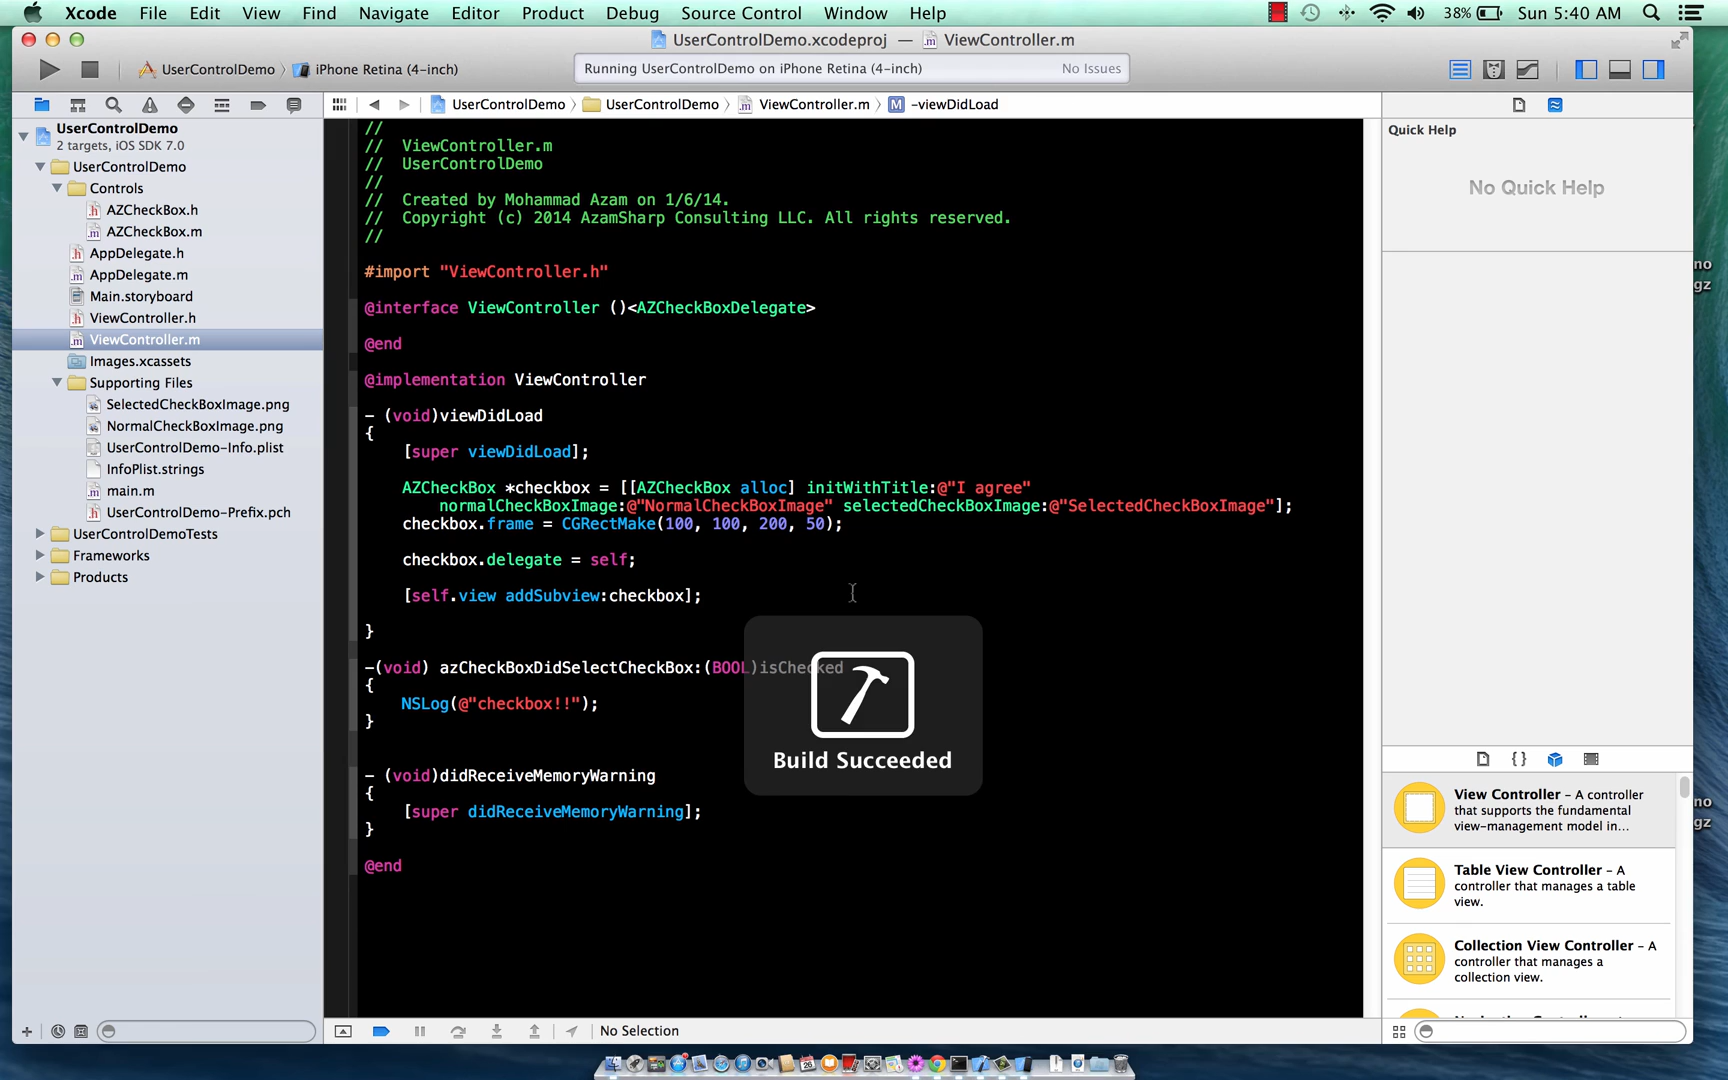 Xcode File Edit View Find Navigate Editor Product Debug Source Control Window Help 38% Sun 5:40 AM
UserControlDemo.xcodeproj — ViewController.m
UserControlDemo iPhone Retina (4-inch) Running UserControlDemo on iPhone Retina (4-inch) No Issues
UserControlDemo UserControlDemo ViewController.m M -viewDidLoad
UserControlDemo
2 targets, iOS SDK 7.0
UserControlDemo
Controls
AZCheckBox.h
AZCheckBox.m
AppDelegate.h
AppDelegate.m
Main.storyboard
ViewController.h
ViewController.m
Images.xcassets
Supporting Files
SelectedCheckBoxImage.png
NormalCheckBoxImage.png
UserControlDemo-Info.plist
InfoPlist.strings
main.m
UserControlDemo-Prefix.pch
UserControlDemoTests
Frameworks
Products
//
// ViewController.m
// UserControlDemo
//
// Created by Mohammad Azam on 1/6/14.
// Copyright (c) 2014 AzamSharp Consulting LLC. All rights reserved.
//
#import "ViewController.h"
@interface ViewController ()<AZCheckBoxDelegate>
@end
@implementation ViewController
- (void)viewDidLoad
{
[super viewDidLoad];
AZCheckBox *checkbox = [[AZCheckBox alloc] initWithTitle:@"I agree"
normalCheckBoxImage:@"NormalCheckBoxImage" selectedCheckBoxImage:@"SelectedCheckBoxImage"];
checkbox.frame = CGRectMake(100, 100, 200, 50);
checkbox.delegate = self;
[self.view addSubview:checkbox];
}
-(void) azCheckBoxDidSelectCheckBox:(BOOL)isChecked
{
NSLog(@"checkbox!!");
}
- (void)didReceiveMemoryWarning
{
[super didReceiveMemoryWarning];
}
@end
Build Succeeded
No Selection
Quick Help
No Quick Help
{ }
View Controller - A controller
that supports the fundamental
view-management model in...
Table View Controller - A
controller that manages a table
view.
Collection View Controller - A
controller that manages a
collection view.
no
gz
no
gz